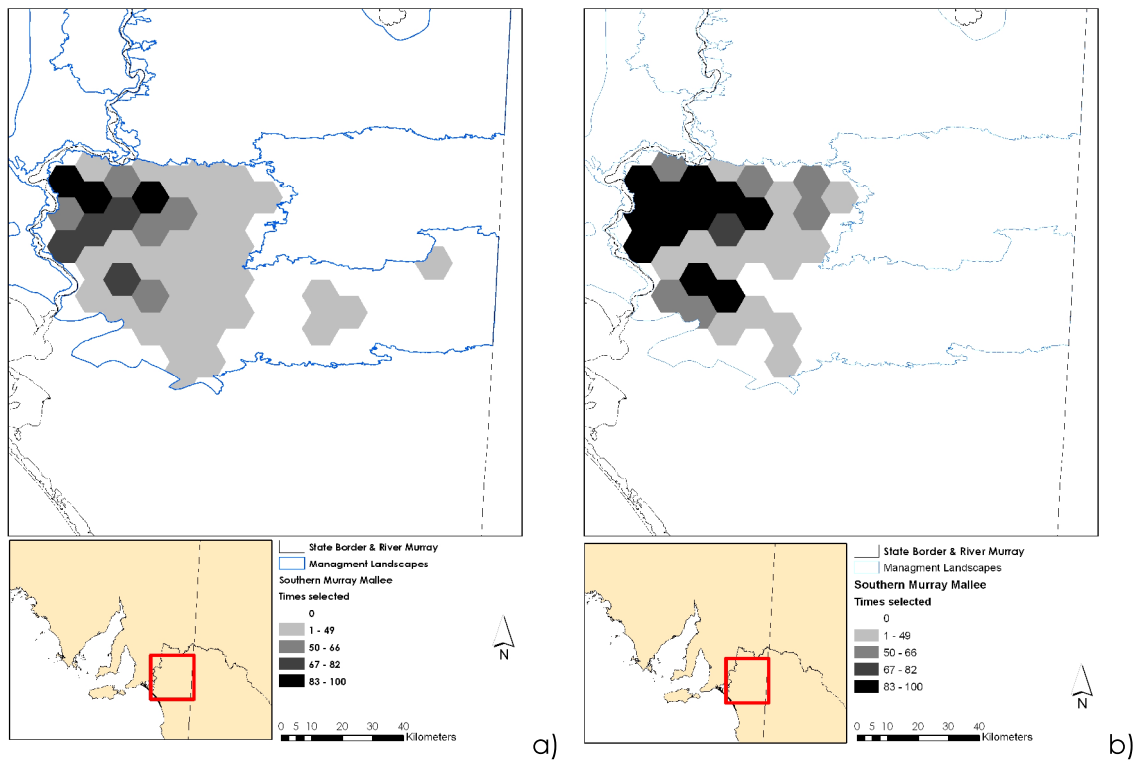 State Border & River Murray
Managment Landscapes
Southern Murray Mallee
Times selected
0
1 - 49
50 - 66
67 - 82
83 - 100
N
0 5 10 20 30 40
Kilometers
a)
State Border & River Murray
Managment Landscapes
Southern Murray Mallee
Times selected
0
1 - 49
50 - 66
67 - 82
83 - 100
N
0 5 10 20 30 40
Kilometers
b)